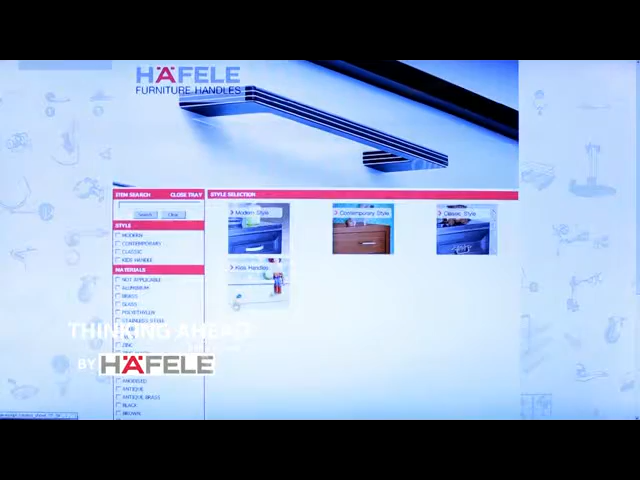 HÄFELE
FURNITURE HANDLES
ITEM SEARCH
CLOSE TRAY
STYLE SELECTION
Search
Clear
Modern Style
Contemporary Style
Classic Style
Kids Handles
STYLE
MODERN
CONTEMPORARY
CLASSIC
KIDS HANDLE
MATERIALS
NOT APPLICABLE
ALUMINIUM
BRASS
GLASS
POLYETHYLEN
STAINLESS STEEL
THINKING AHEAD
ZINC
BY HÄFELE
ANODIZED
ANTIQUE
ANTIQUE BRASS
BLACK
BROWN